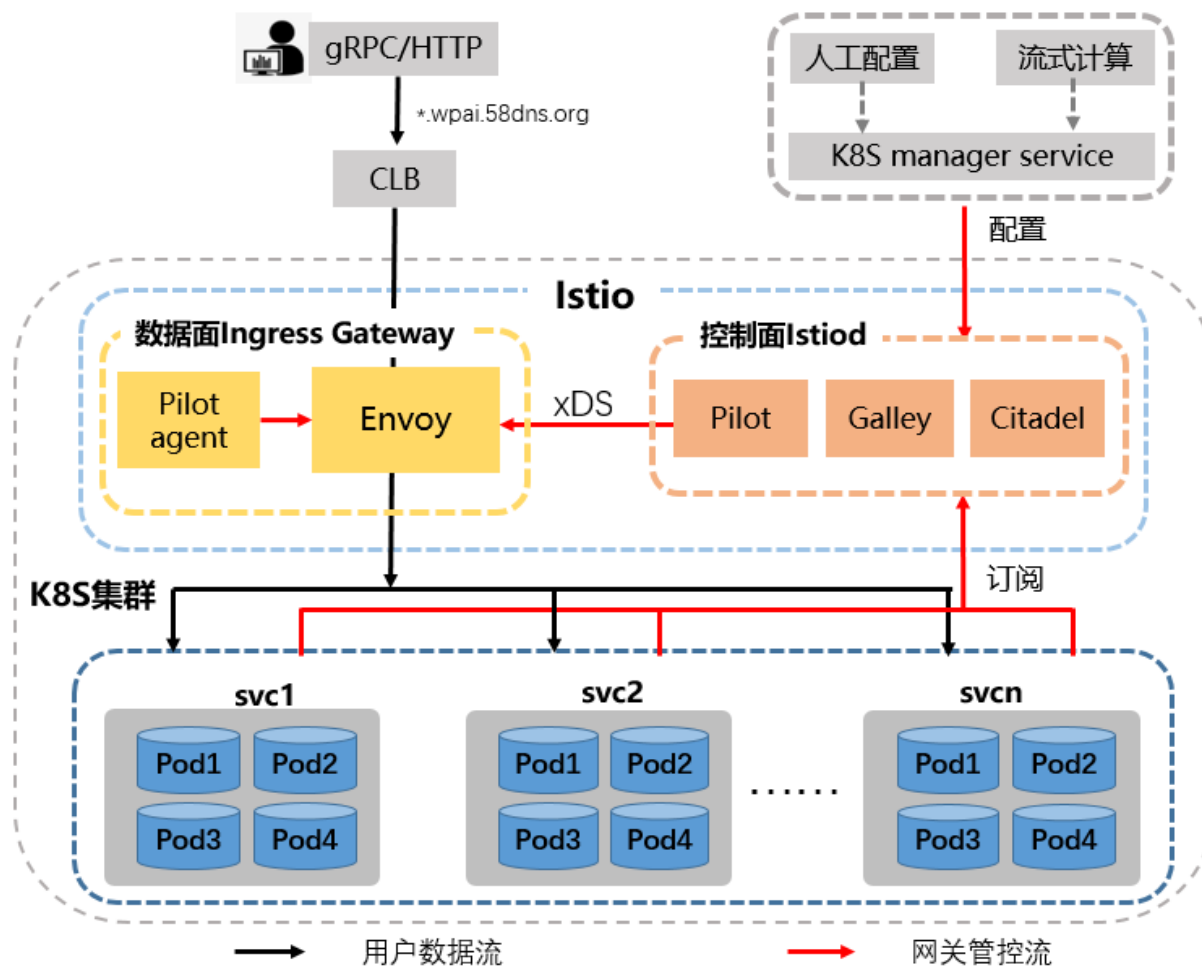 gRPC/HTTP
*.wpai.58dns.org
CLB
人工配置
流式计算
K8S manager service
配置
Istio
数据面Ingress Gateway
Pilot
agent
Envoy
xDS
控制面Istiod
Pilot
Galley
Citadel
K8S集群
订阅
svc1
Pod1
Pod2
Pod3
Pod4
svc2
Pod1
Pod2
Pod3
Pod4
......
svcn
Pod1
Pod2
Pod3
Pod4
用户数据流
网关管控流